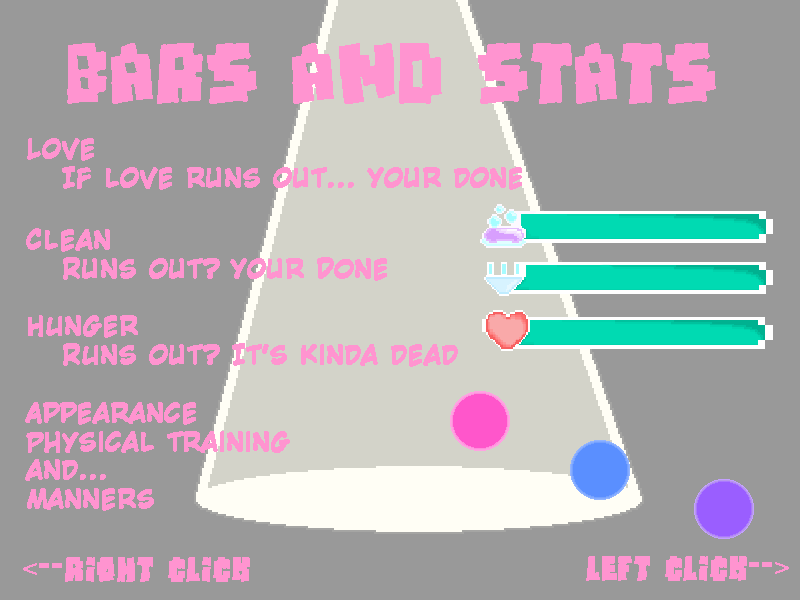 BARS AND STATS
LOVE
IF LOVE RUNS OUT... YOUR DONE
CLEAN
RUNS OUT? YOUR DONE
HUNGER
RUNS OUT? IT'S KINDA DEAD
APPEARANCE
PHYSICAL TRAINING
AND...
MANNERS
<--RIGHT CLICK
LEFT CLICK-->